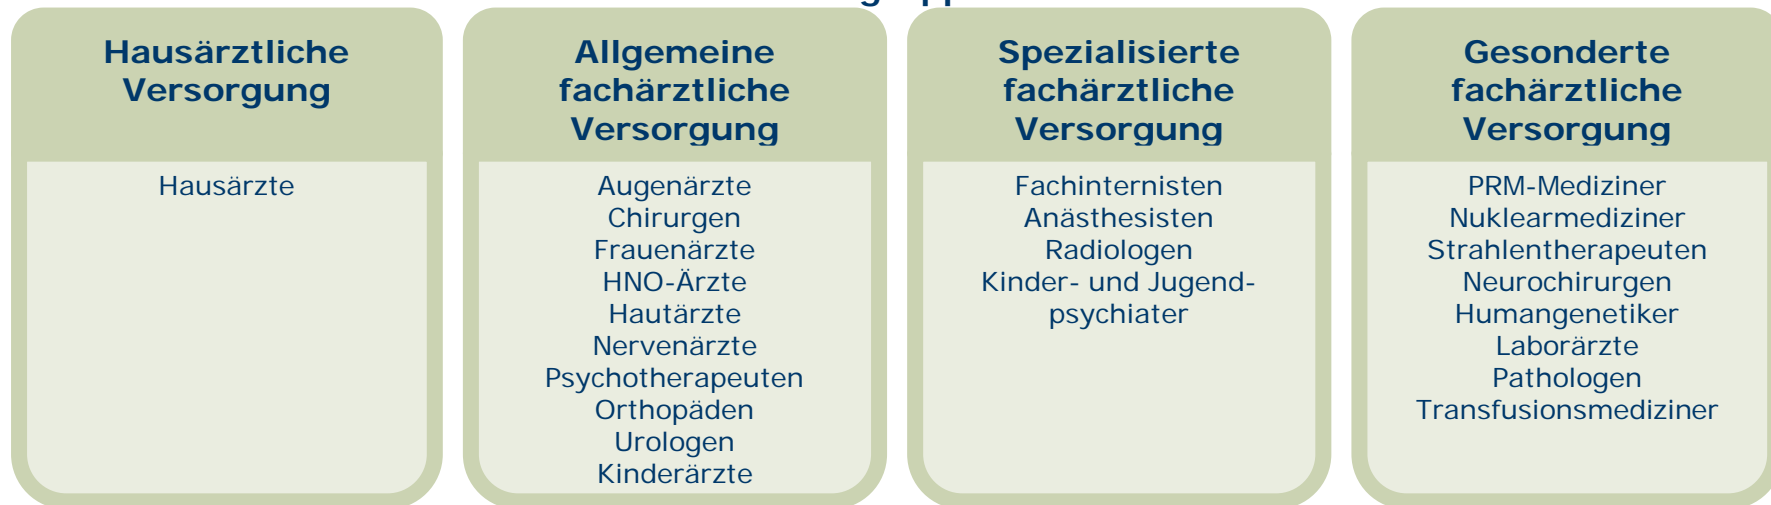 Hausärztliche
Versorgung
Hausärzte
Allgemeine
fachärztliche
Versorgung
Augenärzte
Chirurgen
Frauenärzte
HNO-Ärzte
Hautärzte
Nervenärzte
Psychotherapeuten
Orthopäden
Urologen
Kinderärzte
Spezialisierte
fachärztliche
Versorgung
Fachinternisten
Anästhesisten
Radiologen
Kinder- und Jugend-
psychiater
Gesonderte
fachärztliche
Versorgung
PRM-Mediziner
Nuklearmediziner
Strahlentherapeuten
Neurochirurgen
Humangenetiker
Laborärzte
Pathologen
Transfusionsmediziner